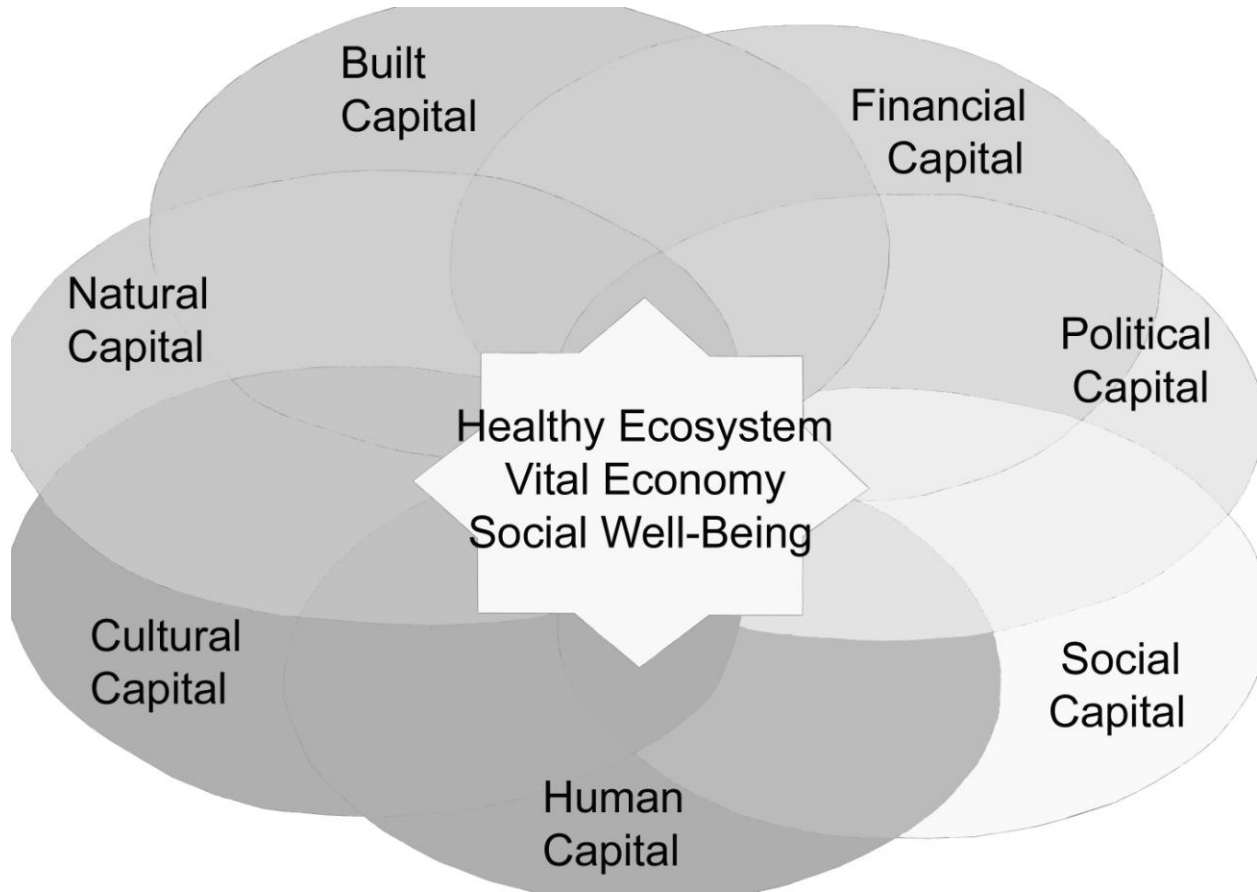 Built
Capital
Financial
Capital
Natural
Capital
Political
Capital
Healthy Ecosystem
Vital Economy
Social Well-Being
Cultural
Capital
Social
Capital
Human
Capital